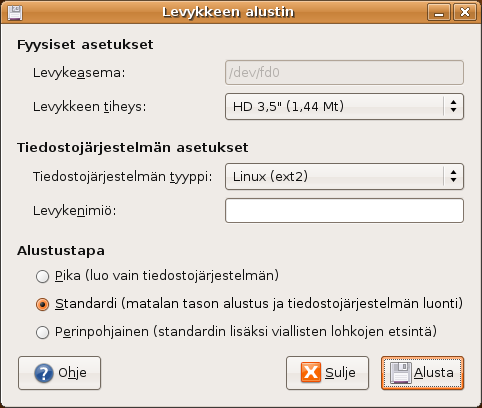 Levykkeen alustin
Fyysiset asetukset
Levykeasema: /dev/fd0
Levykkeen tiheys: HD 3,5" (1,44 Mt)
Tiedostojärjestelmän asetukset
Tiedostojärjestelmän tyyppi: Linux (ext2)
Levykenimiö:
Alustustapa
Pika (luo vain tiedostojärjestelmän)
Standardi (matalan tason alustus ja tiedostojärjestelmän luonti)
Perinpohjainen (standardin lisäksi viallisten lohkojen etsintä)
Ohje Sulje Alusta